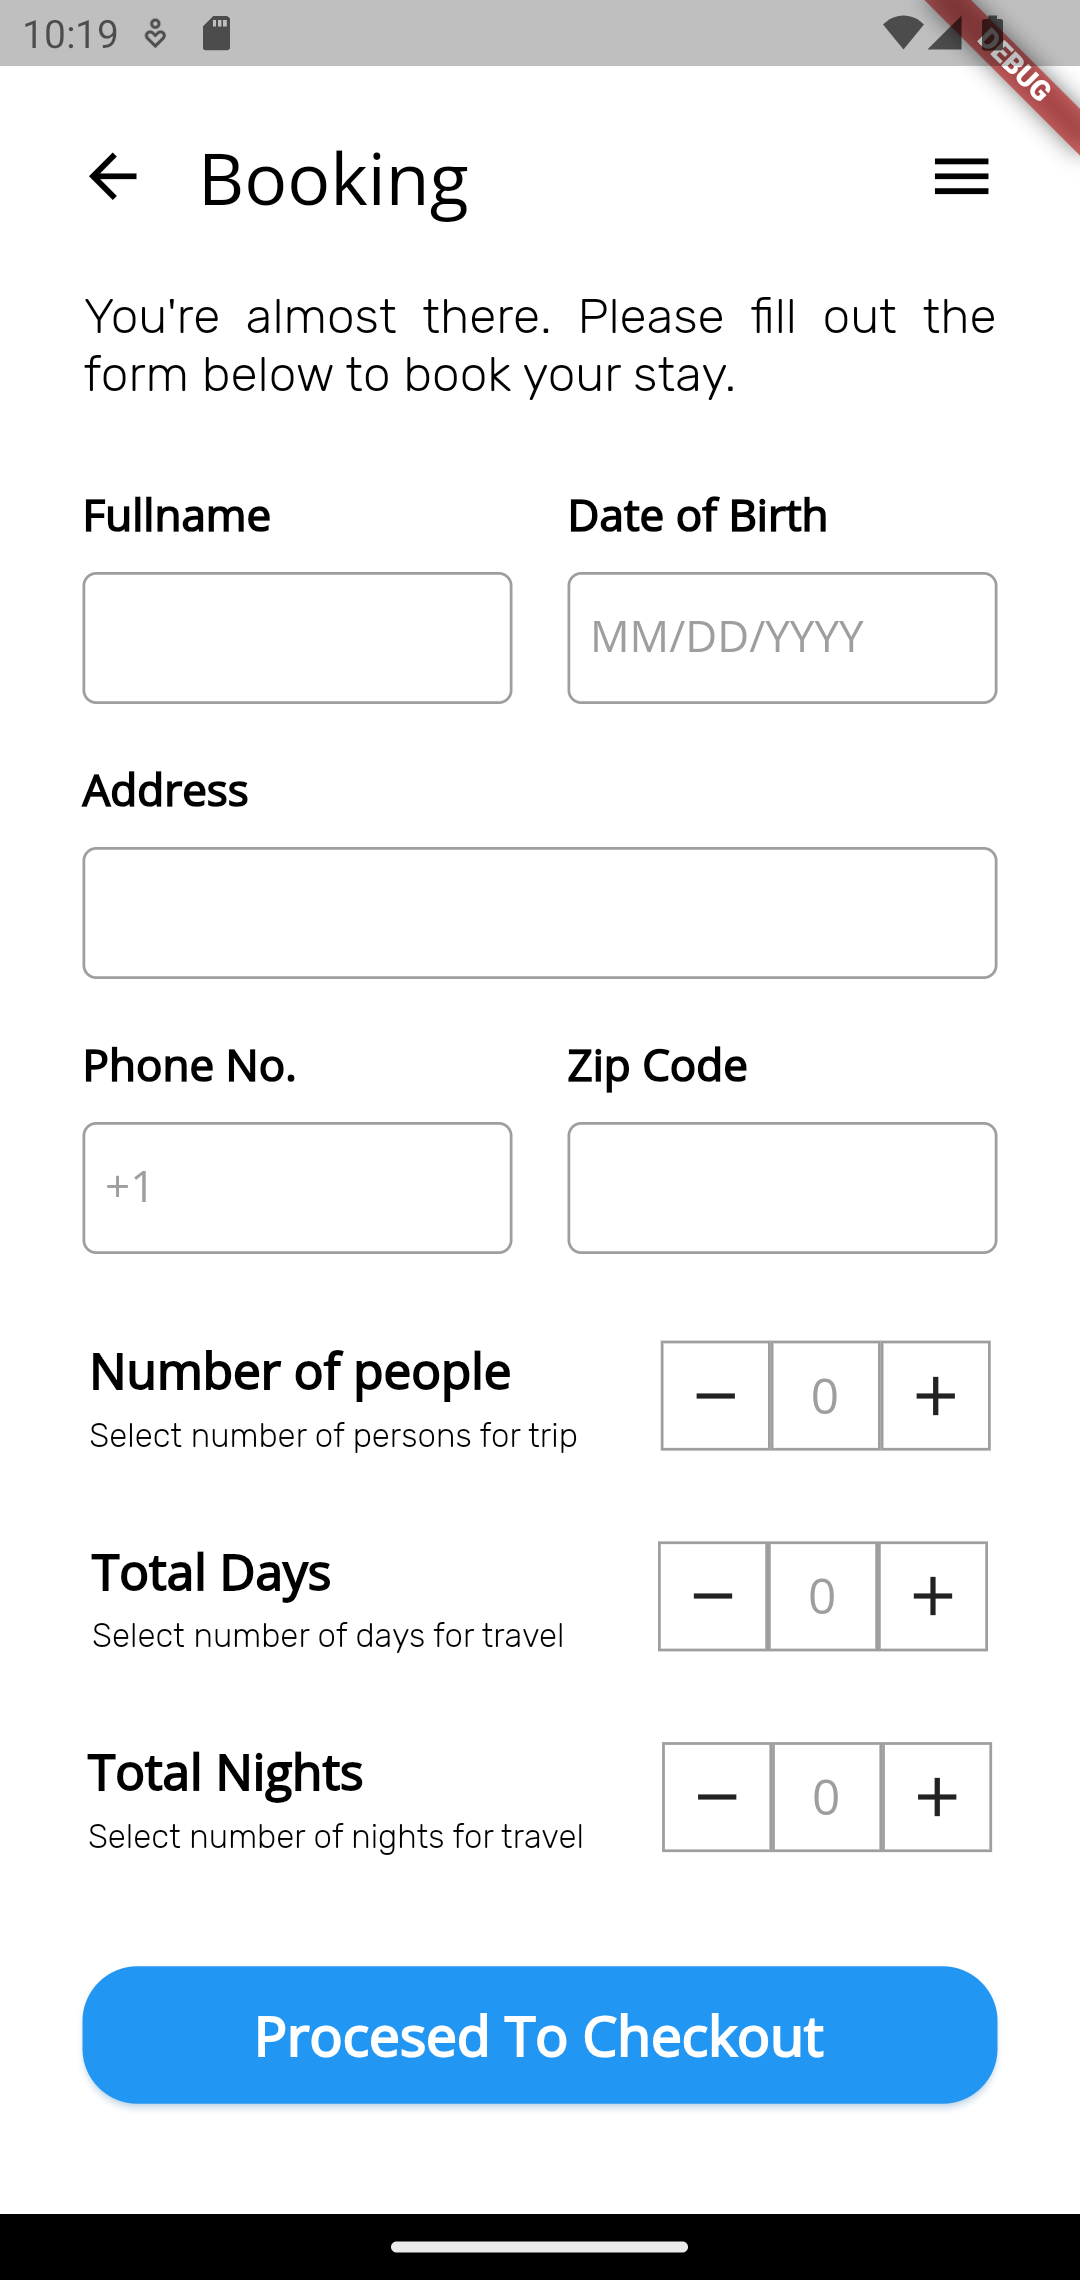 10:19
DEBUG
Booking
You're almost there. Please fill out the
form below to book your stay.
Fullname
Date of Birth
MM/DD/YYYY
Address
Phone No.
Zip Code
+1
Number of people
Select number of persons for trip
0
Total Days
Select number of days for travel
0
Total Nights
Select number of nights for travel
0
Procesed To Checkout